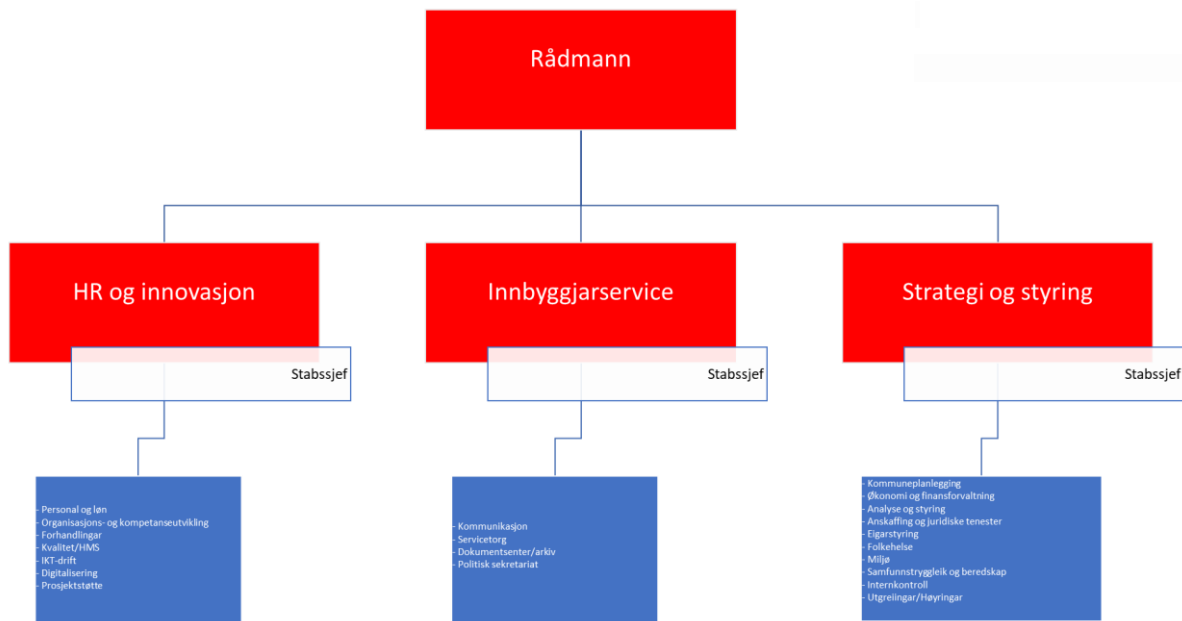 Rådmann
HR og innovasjon
Stabssjef
Innbyggjarservice
Stabssjef
Strategi og styring
Stabssjef
- Personal og løn
- Organisasjons- og kompetanseutvikling
- Forhandlingar
- Kvalitet/HMS
- IKT-drift
- Digitalisering
- Prosjektstøtte
- Kommunikasjon
- Servicetorg
- Dokumentsenter/arkiv
- Politisk sekretariat
- Kommuneplanlegging
- Økonomi og finansforvaltning
- Analyse og styring
- Anskaffing og juridiske tenester
- Eigarstyring
- Folkehelse
- Miljø
- Samfunnstryggleik og beredskap
- Internkontroll
- Utgreiingar/Høyringar